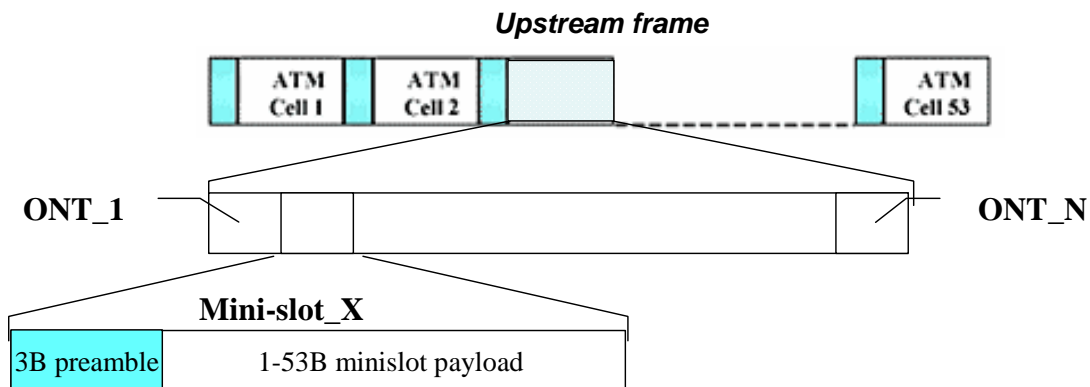 Upstream frame
ATM
Cell 1
ATM
Cell 2
ATM
Cell 53
ONT_1
ONT_N
Mini-slot_X
3B preamble
1-53B minislot payload